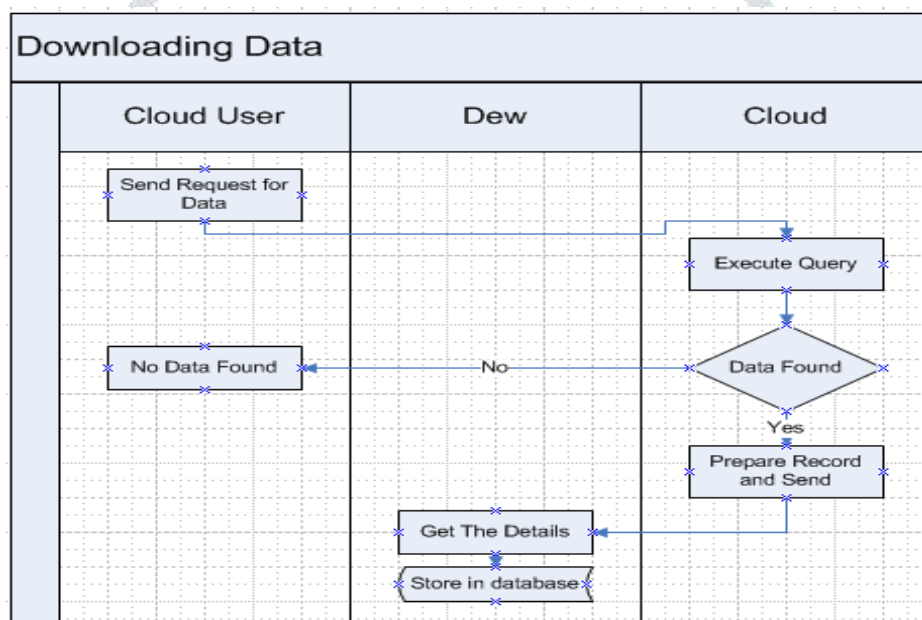 Downloading Data
Cloud User
Dew
Cloud
Send Request for
Data
Execute Query
No Data Found
No
Data Found
Yes
Prepare Record
and Send
Get The Details
Store in database